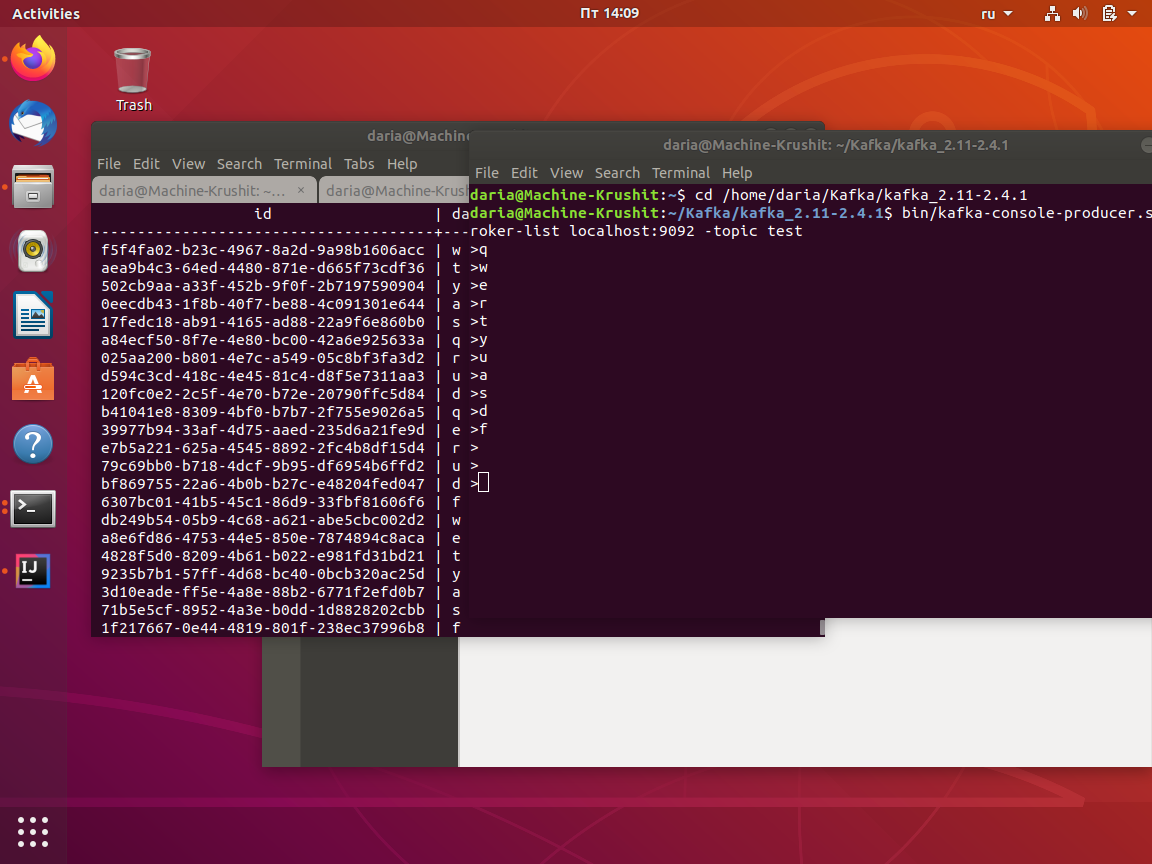 Activities
Пт 14:09
ru
Trash
daria@Machine
File Edit View Search Terminal Tabs Help
daria@Machine-Krushit: ~... ×
daria@Machine-Krush
id | da
------------------------------------+---
f5f4fa02-b23c-4967-8a2d-9a98b1606acc | w
aea9b4c3-64ed-4480-871e-d665f73cdf36 | t
502cb9aa-a33f-452b-9f0f-2b7197590904 | y
0eecdb43-1f8b-40f7-be88-4c091301e644 | a
17fedc18-ab91-4165-ad88-22a9f6e860b0 | s
a84ecf50-8f7e-4e80-bc00-42a6e925633a | q
025aa200-b801-4e7c-a549-05c8bf3fa3d2 | r
d594c3cd-418c-4e45-81c4-d8f5e7311aa3 | u
120fc0e2-2c5f-4e70-b72e-20790ffc5d84 | d
b41041e8-8309-4bf0-b7b7-2f755e9026a5 | q
39977b94-33af-4d75-aaed-235d6a21fe9d | e
e7b5a221-625a-4545-8892-2fc4b8df15d4 | r
79c69bb0-b718-4dcf-9b95-df6954b6ffd2 | u
bf869755-22a6-4b0b-b27c-e48204fed047 | d
6307bc01-41b5-45c1-86d9-33fbf81606f6 | f
db249b54-05b9-4c68-a621-abe5cbc002d2 | w
a8e6fd86-4753-44e5-850e-7874894c8aca | e
4828f5d0-8209-4b61-b022-e981fd31bd21 | t
9235b7b1-57ff-4d68-bc40-0bcb320ac25d | y
3d10eade-ff5e-4a8e-88b2-6771f2efd0b7 | a
71b5e5cf-8952-4a3e-b0dd-1d8828202cbb | s
1f217667-0e44-4819-801f-238ec37996b8 | f
daria@Machine-Krushit: ~/Kafka/kafka_2.11-2.4.1
File Edit View Search Terminal Help
daria@Machine-Krushit:~$ cd /home/daria/Kafka/kafka_2.11-2.4.1
daria@Machine-Krushit:~/Kafka/kafka_2.11-2.4.1$ bin/kafka-console-producer.s
roker-list localhost:9092 -topic test
>q
>w
>e
>r
>t
>y
>u
>a
>s
>d
>f
>
>
>